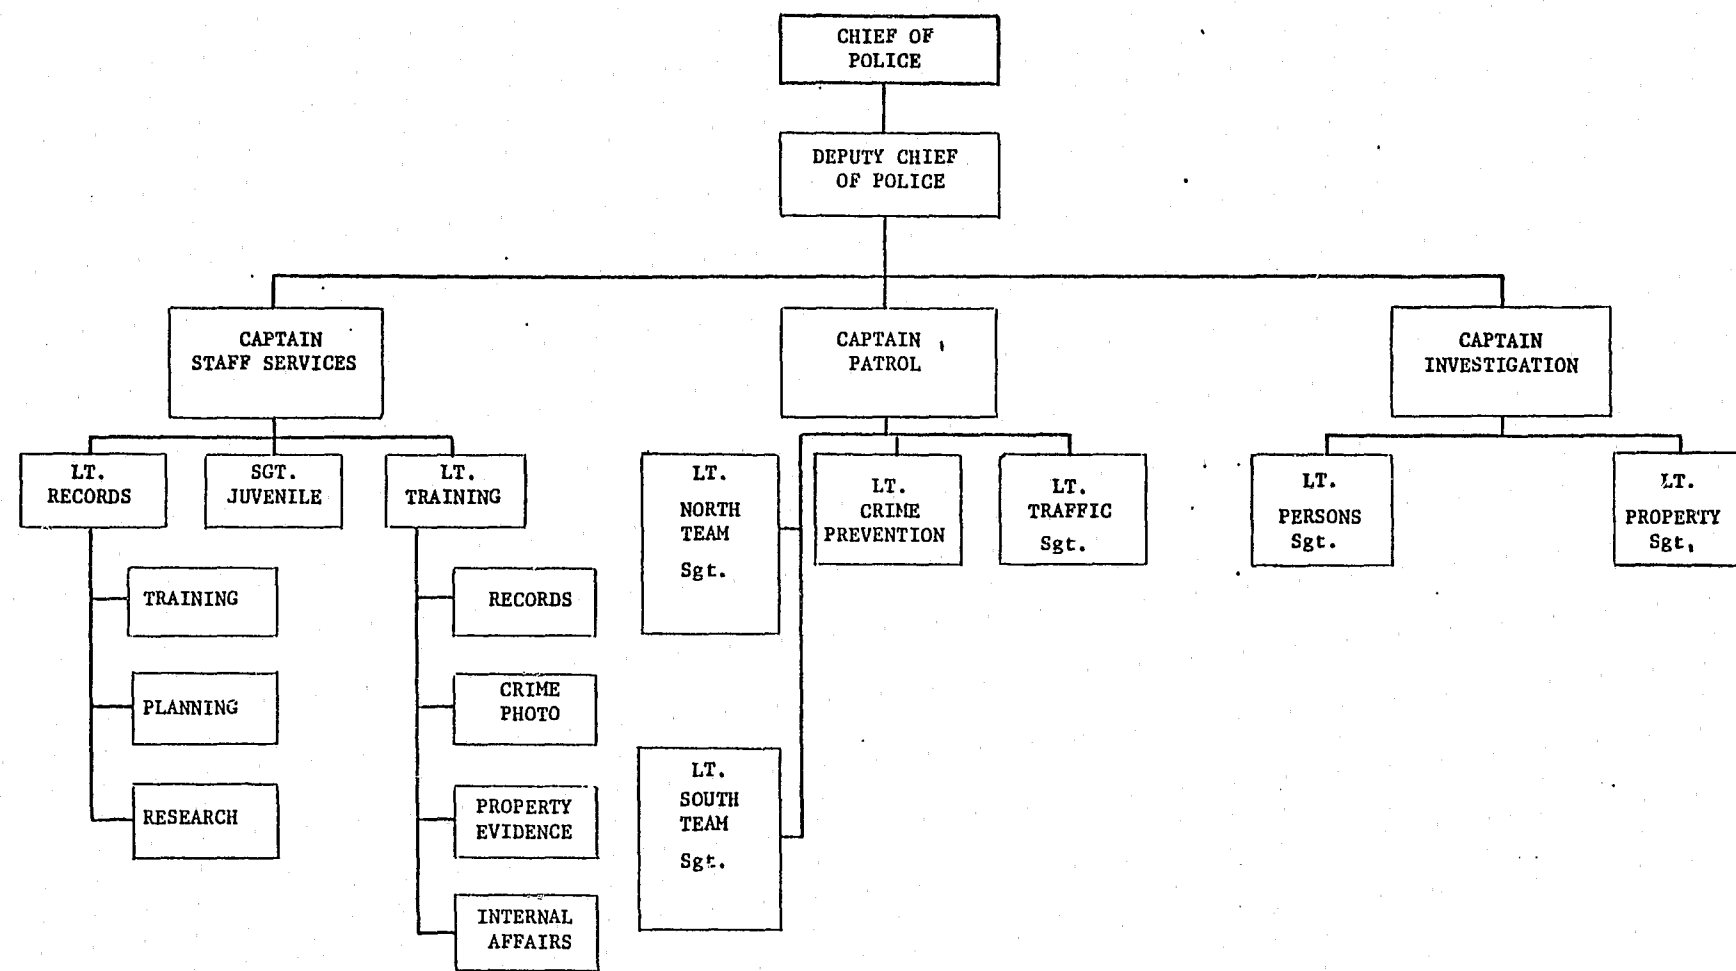 CHIEF OF
POLICE
DEPUTY CHIEF
OF POLICE
CAPTAIN
STAFF SERVICES
CAPTAIN
PATROL
CAPTAIN
INVESTIGATION
LT.
RECORDS
SGT.
JUVENILE
LT.
TRAINING
LT.
NORTH
TEAM
Sgt.
LT.
CRIME
PREVENTION
LT.
TRAFFIC
Sgt.
LT.
PERSONS
Sgt.
LT.
PROPERTY
Sgt.
TRAINING
PLANNING
RESEARCH
RECORDS
CRIME
PHOTO
PROPERTY
EVIDENCE
INTERNAL
AFFAIRS
LT.
SOUTH
TEAM
Sgt.